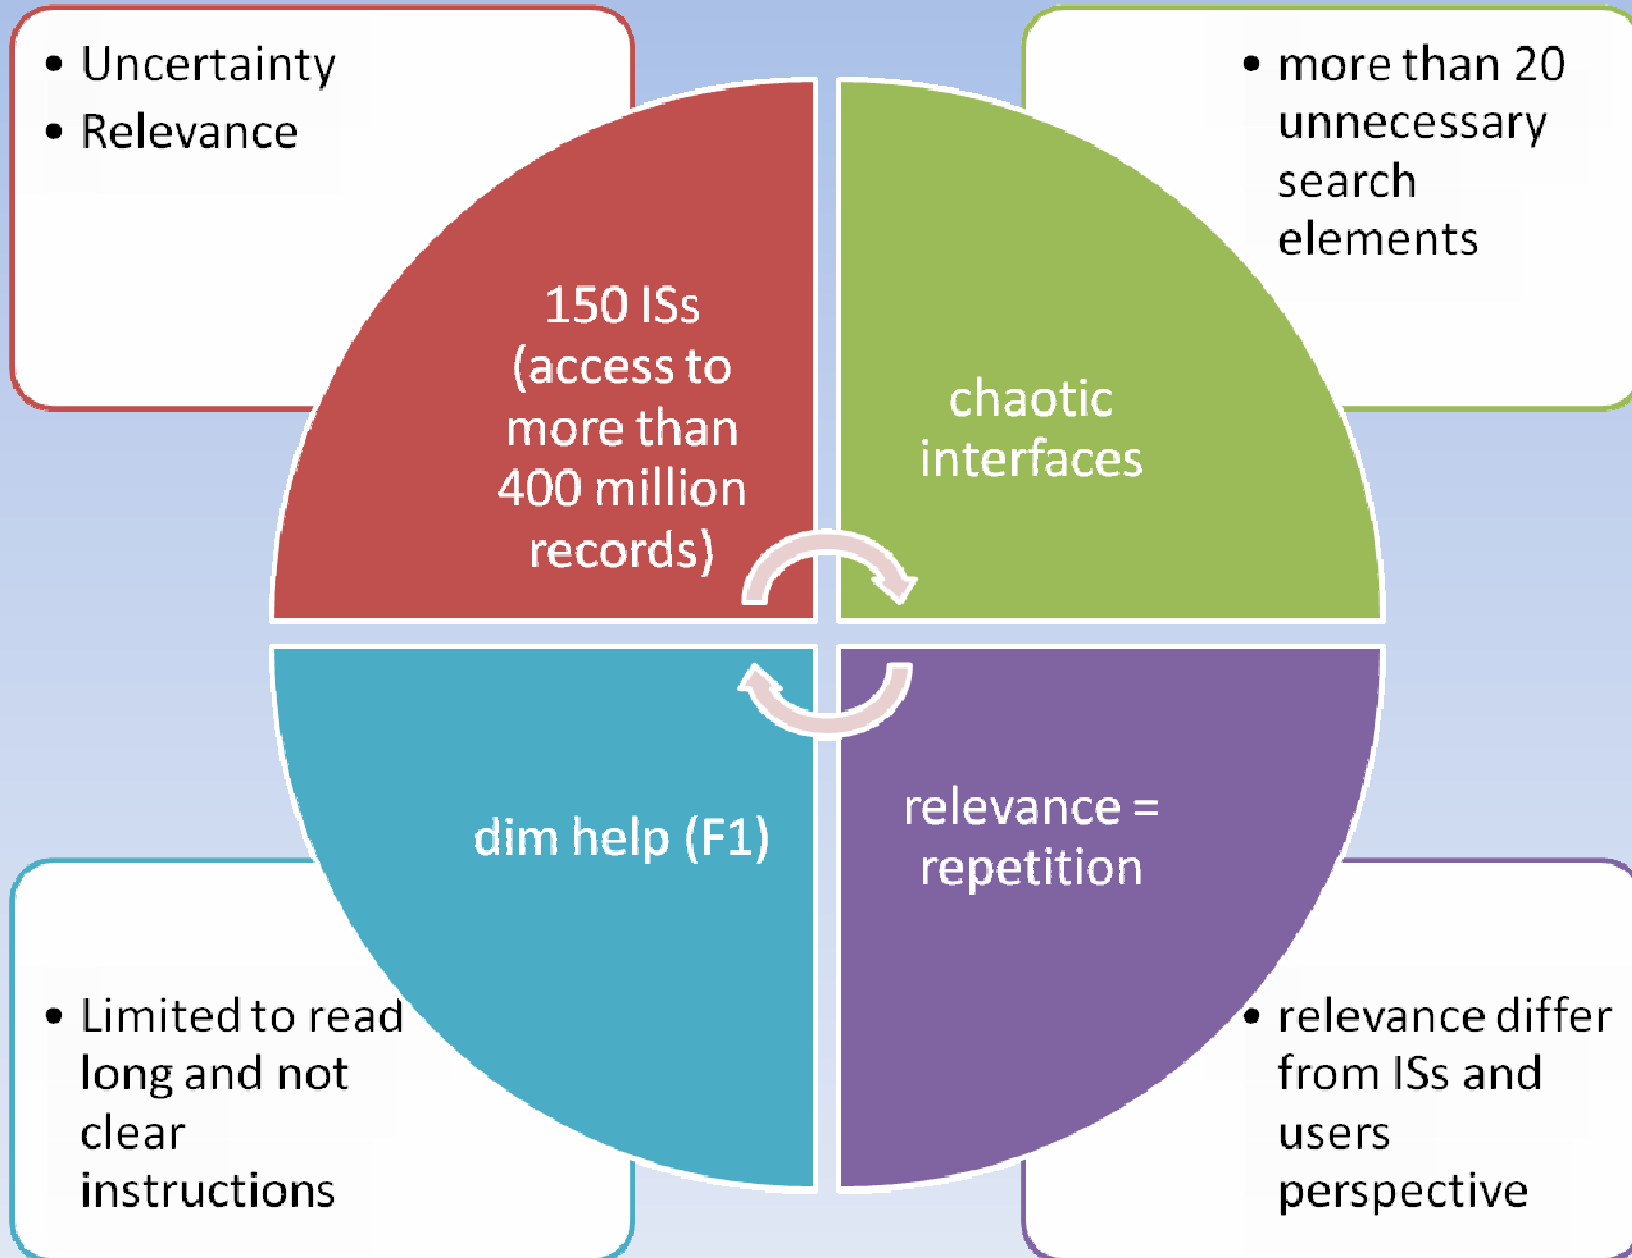 • Uncertainty
• Relevance
• more than 20
unnecessary
search
elements
150 ISs
(access to
more than
400 million
records)
chaotic
interfaces
dim help (F1)
relevance =
repetition
• Limited to read
long and not
clear
instructions
• relevance differ
from ISs and
users
perspective